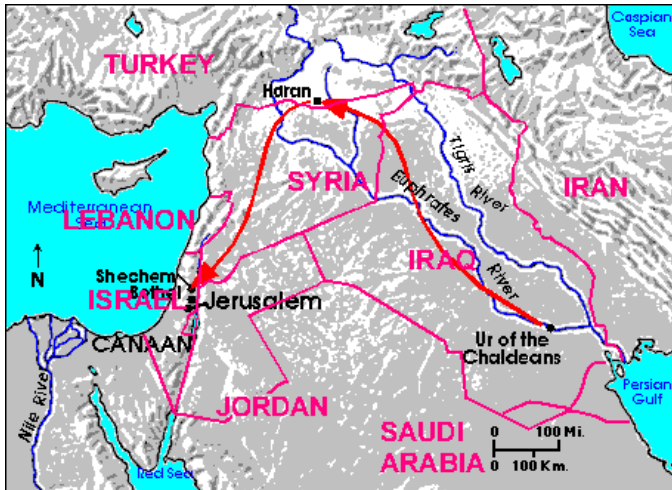 Caspian
Sea
TURKEY
Haran
Tigris
River
SYRIA
IRAN
Euphrates
River
Mediterranean
Sea
LEBANON
IRAQ
N
Shechem
Bethel
ISRAEL
Jerusalem
Ur of the
Chaldeans
CANAAN
Nile River
JORDAN
Persian
Gulf
SAUDI
ARABIA
0 100 Mi.
0 100 Km.
Red Sea